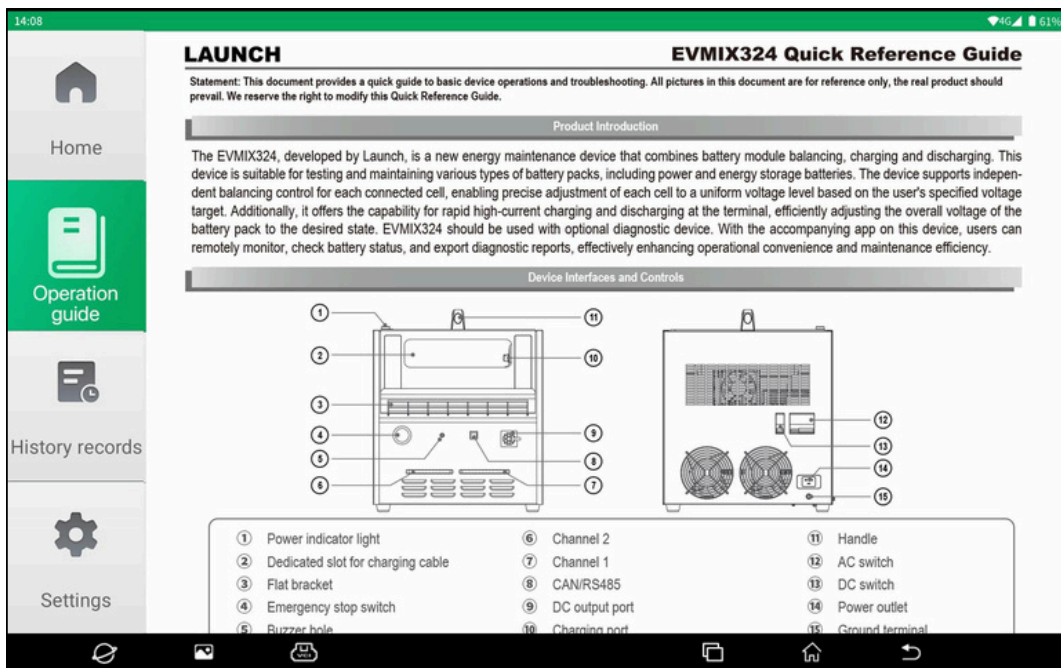 14:08
4G 61%
LAUNCH
EVMIX324 Quick Reference Guide
Statement: This document provides a quick guide to basic device operations and troubleshooting. All pictures in this document are for reference only, the real product should
prevail. We reserve the right to modify this Quick Reference Guide.
Product Introduction
The EVMIX324, developed by Launch, is a new energy maintenance device that combines battery module balancing, charging and discharging. This
device is suitable for testing and maintaining various types of battery packs, including power and energy storage batteries. The device supports indepen-
dent balancing control for each connected cell, enabling precise adjustment of each cell to a uniform voltage level based on the user's specified voltage
target. Additionally, it offers the capability for rapid high-current charging and discharging at the terminal, efficiently adjusting the overall voltage of the
battery pack to the desired state. EVMIX324 should be used with optional diagnostic device. With the accompanying app on this device, users can
remotely monitor, check battery status, and export diagnostic reports, effectively enhancing operational convenience and maintenance efficiency.
Device Interfaces and Controls
1
2
3
4
5
6
11
10
9
8
7
12
13
14
15
1 Power indicator light
2 Dedicated slot for charging cable
3 Flat bracket
4 Emergency stop switch
5 Buzzer hole
6 Channel 2
7 Channel 1
8 CAN/RS485
9 DC output port
10 Charging port
11 Handle
12 AC switch
13 DC switch
14 Power outlet
15 Ground terminal
Home
Operation
guide
History records
Settings
VCI